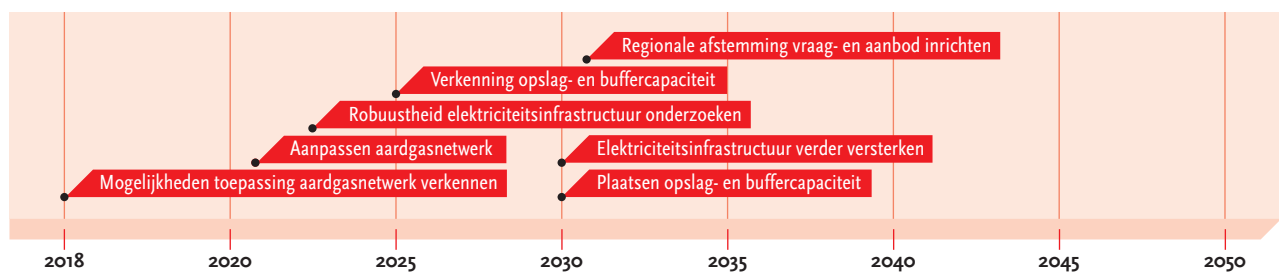 Regionale afstemming vraag- en aanbod inrichten
Verkenning opslag- en buffercapaciteit
Robuustheid elektriciteitsinfrastructuur onderzoeken
Aanpassen aardgasnetwerk
Elektriciteitsinfrastructuur verder versterken
Mogelijkheden toepassing aardgasnetwerk verkennen
Plaatsen opslag- en buffercapaciteit
2018 2020 2025 2030 2035 2040 2045 2050